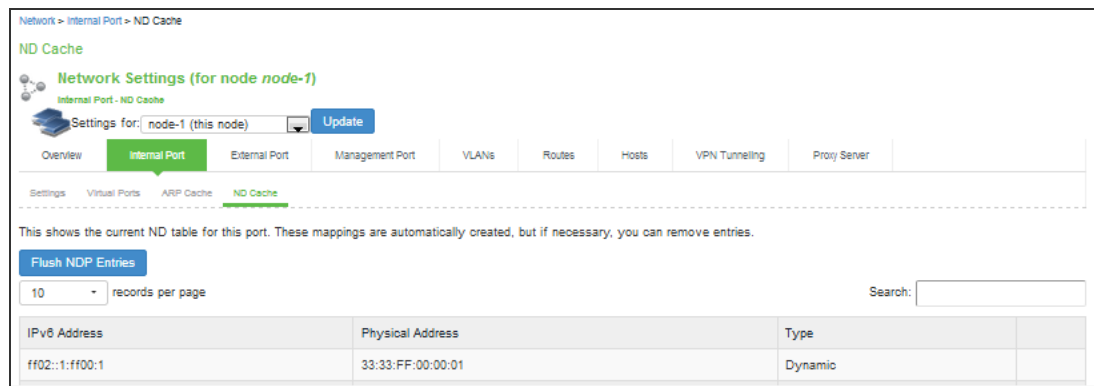 Network > Internal Port > ND Cache
ND Cache
Network Settings (for node node-1)
Internal Port - ND Cache
Settings for: node-1 (this node) Update
Overview Internal Port External Port Management Port VLANs Routes Hosts VPN Tunneling Proxy Server
Settings Virtual Ports ARP Cache ND Cache
This shows the current ND table for this port. These mappings are automatically created, but if necessary, you can remove entries.
Flush NDP Entries
10 records per page Search:
IPv6 Address Physical Address Type
ff02::1:ff00:1 33:33:FF:00:00:01 Dynamic